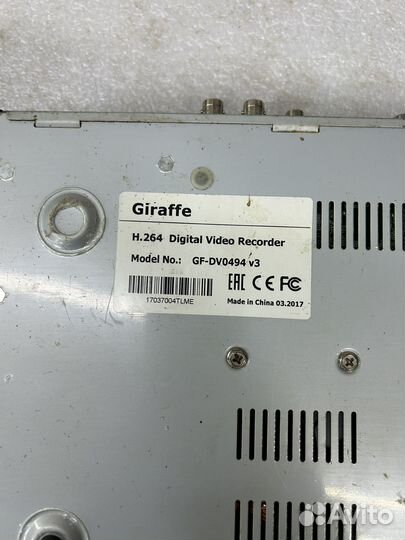 Giraffe
H.264 Digital Video Recorder
Model No.: GF-DV0494 v3
EAC CE FC
17037004TLME
Made in China 03.2017
Avito